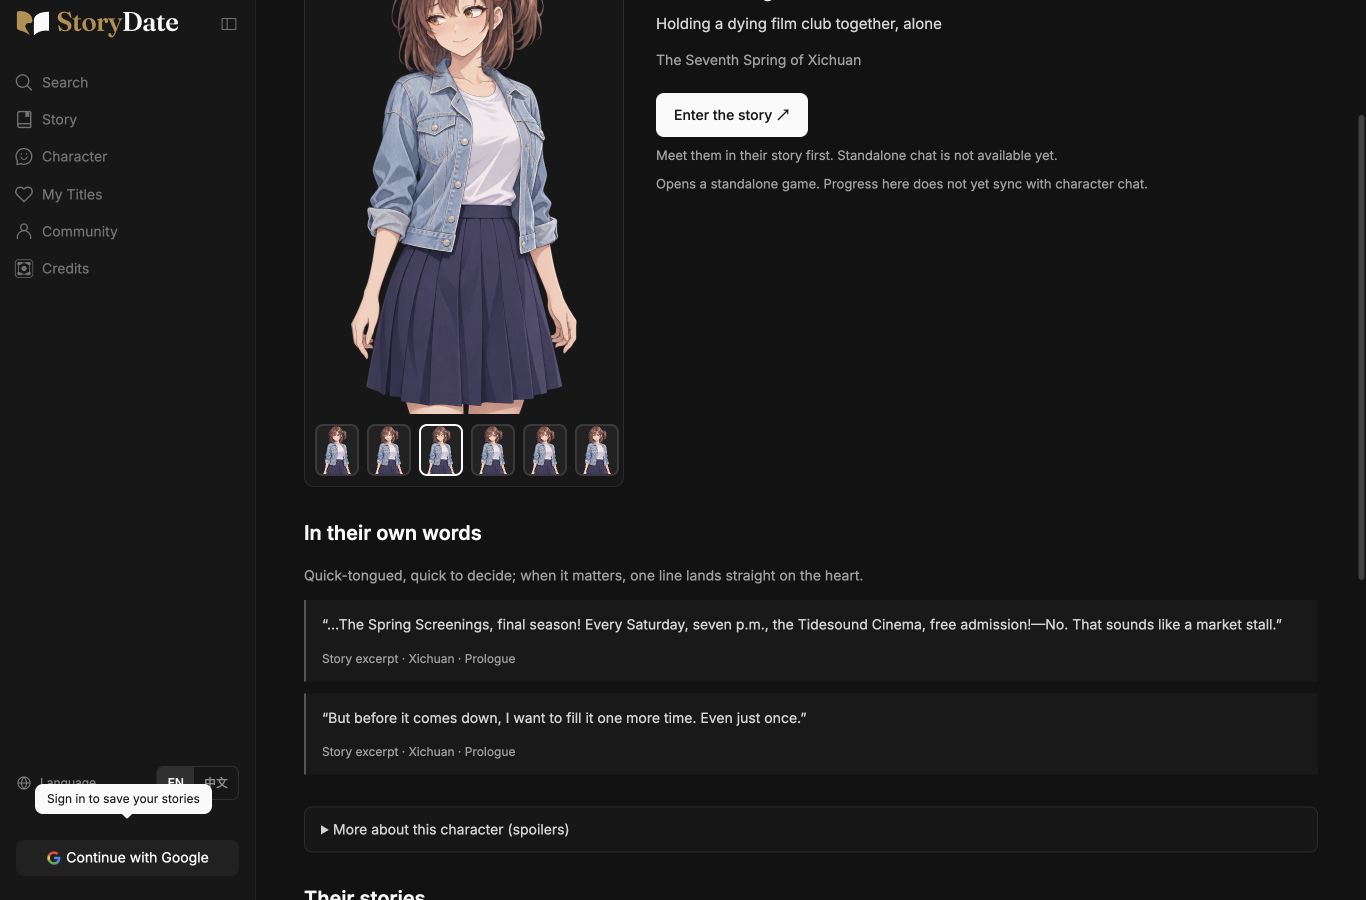 StoryDate
Search
Story
Character
My Titles
Community
Credits
Language
EN
中文
Sign in to save your stories
Continue with Google
Holding a dying film club together, alone
The Seventh Spring of Xichuan
Enter the story ↗
Meet them in their story first. Standalone chat is not available yet.
Opens a standalone game. Progress here does not yet sync with character chat.
In their own words
Quick-tongued, quick to decide; when it matters, one line lands straight on the heart.
“…The Spring Screenings, final season! Every Saturday, seven p.m., the Tidesound Cinema, free admission!—No. That sounds like a market stall.”
Story excerpt · Xichuan · Prologue
“But before it comes down, I want to fill it one more time. Even just once.”
Story excerpt · Xichuan · Prologue
▶ More about this character (spoilers)
Their stories